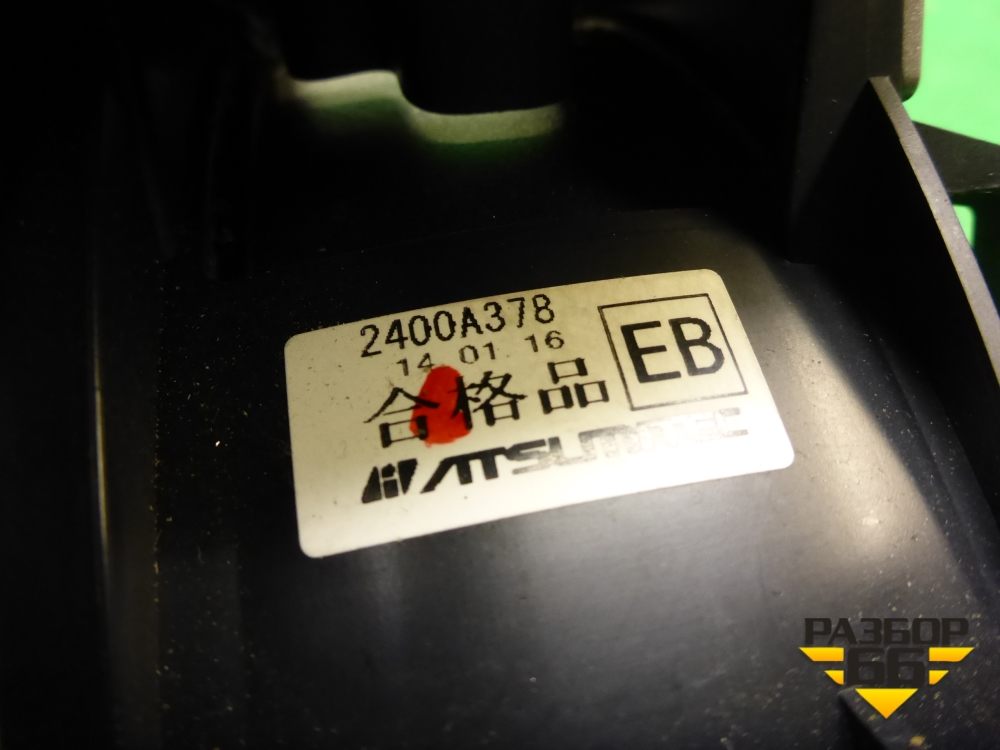 2400A378
14 01 16
EB
合格品
ATSUMITEC
РАЗБОР
66